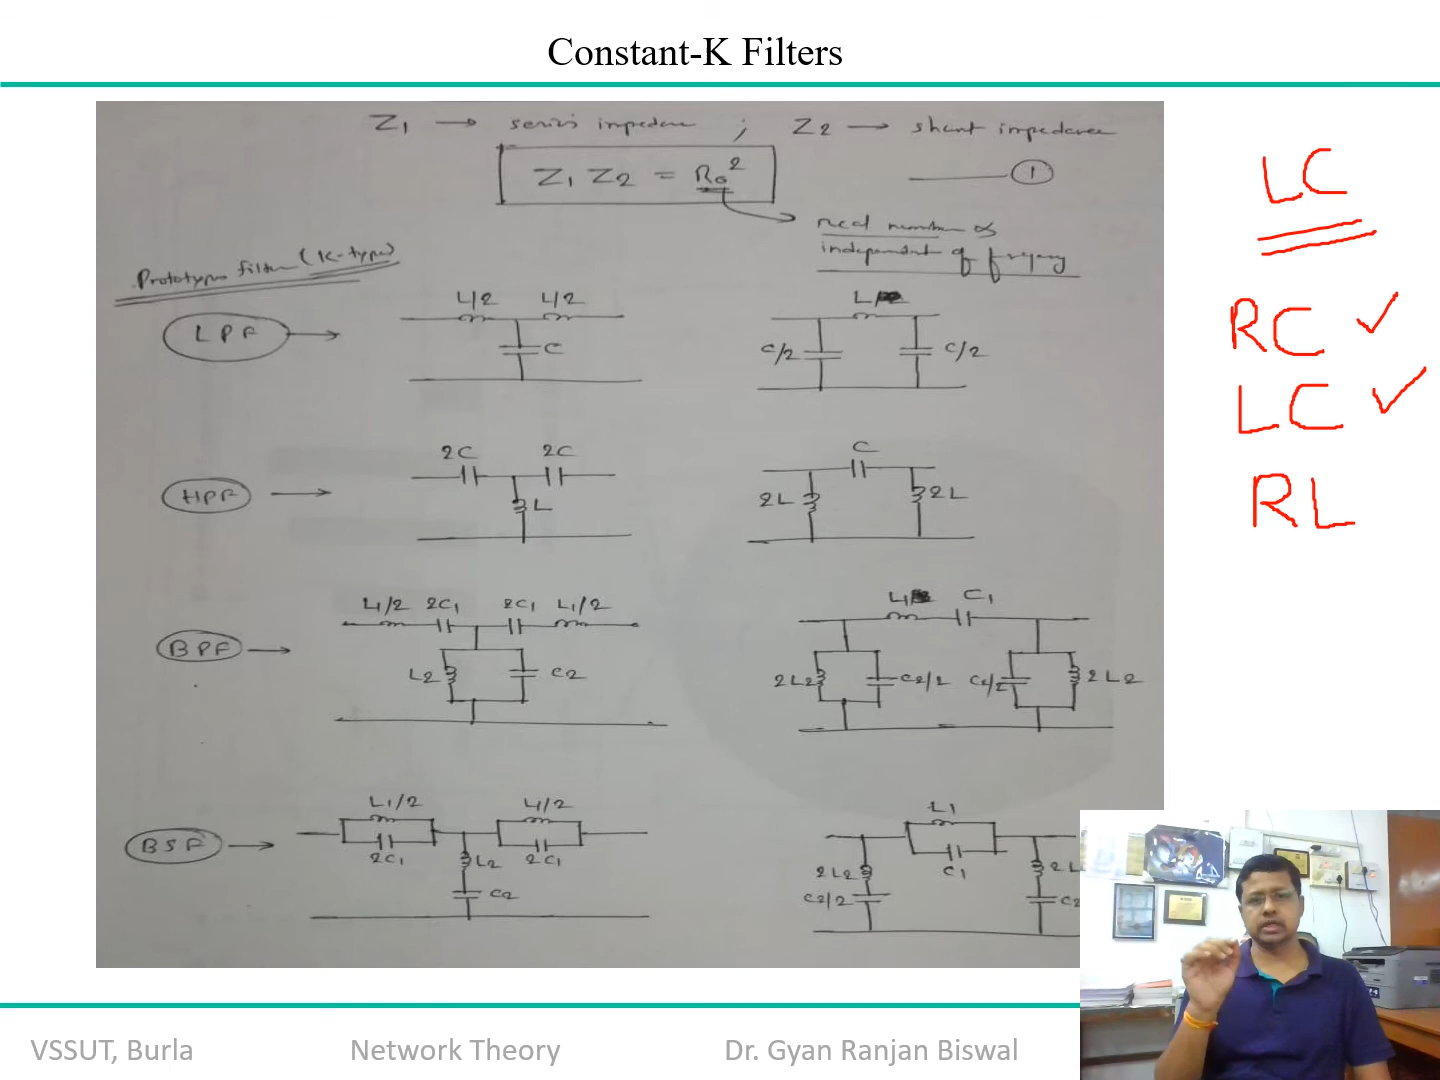 Constant-K Filters
Z1 → series impedance ; Z2 → shunt impedance
Z1 Z2 = R0² ——— 1
real number &
independent of frequency
Prototype filter (K-type)
LPF →
L/2 L/2
C
L
C/2 C/2
HPF →
2C 2C
L
C
2L 2L
BPF →
L1/2 2C1 2C1 L1/2
L2 C2
L1 C1
2L2 C2/2 C2/2 2L2
BSF →
L1/2 L1/2
2C1 2C1
L2
C2
L1
C1
2L2 2L
C2/2 C2
LC
RC ✓
LC ✓
RL
VSSUT, Burla Network Theory Dr. Gyan Ranjan Biswal